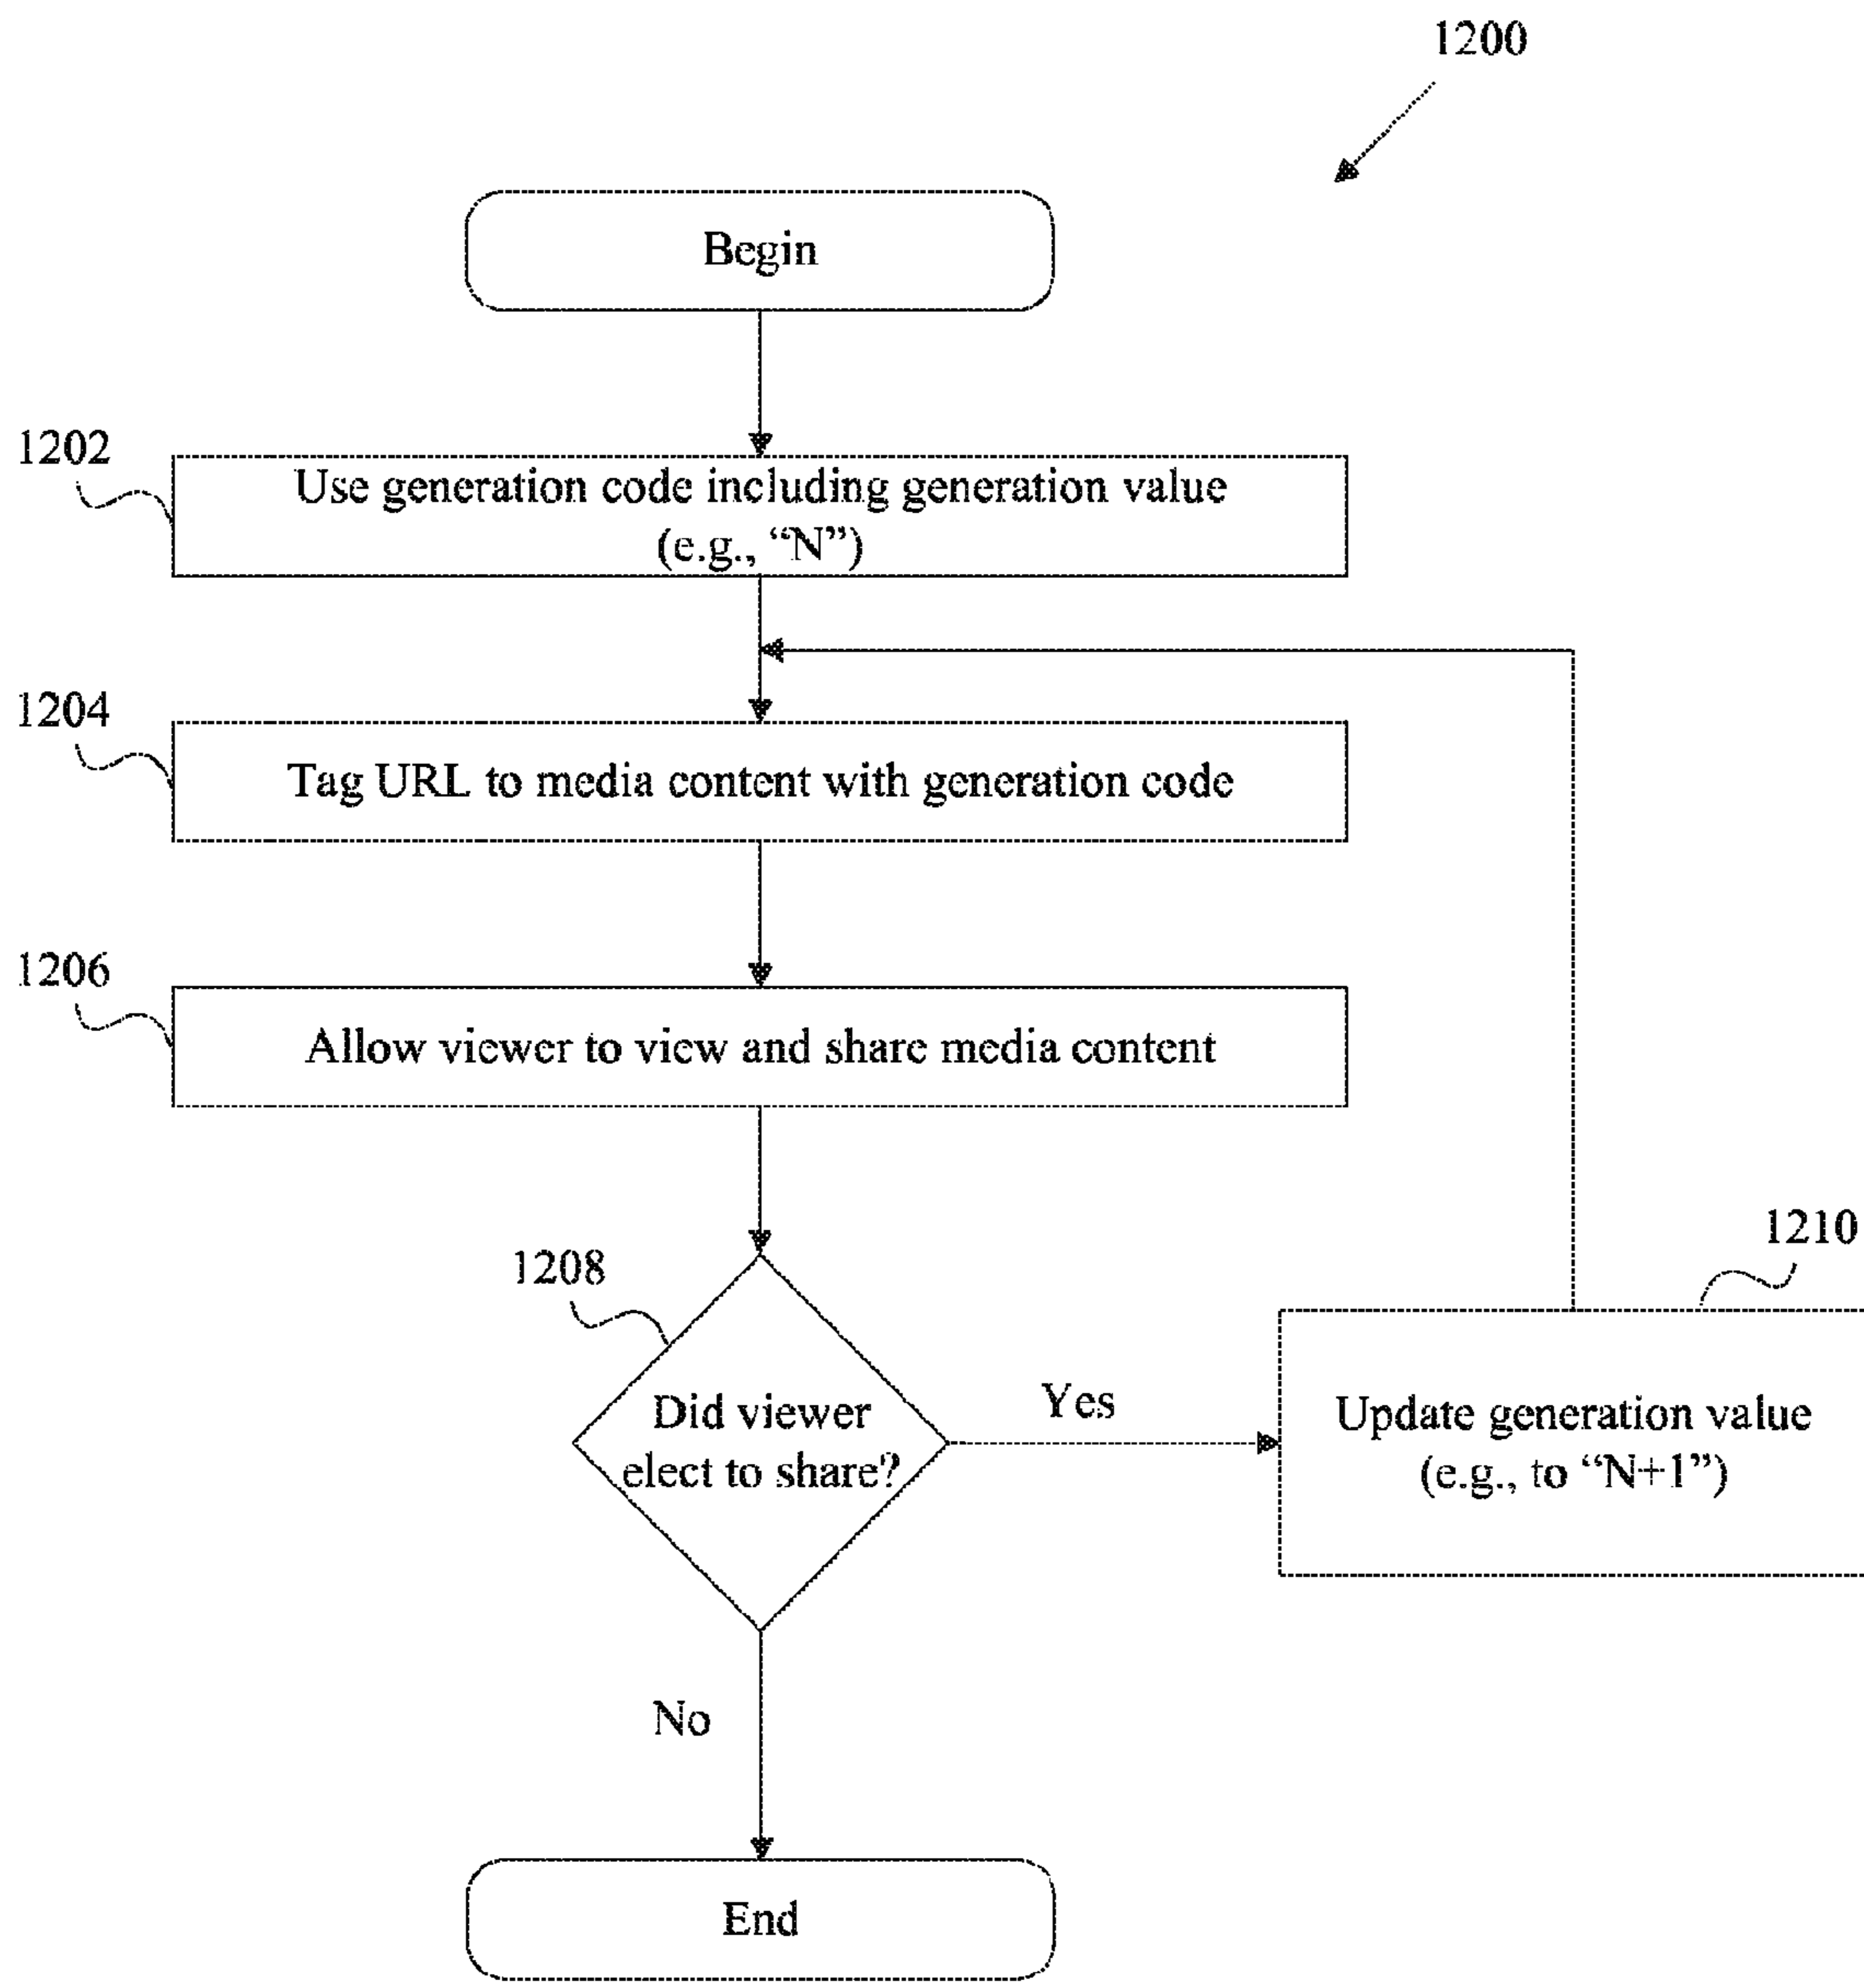 1200
Begin
1202
Use generation code including generation value
(e.g., “N”)
1204
Tag URL to media content with generation code
1206
Allow viewer to view and share media content
1208
Did viewer
elect to share?
Yes
1210
Update generation value
(e.g., to “N+1”)
No
End